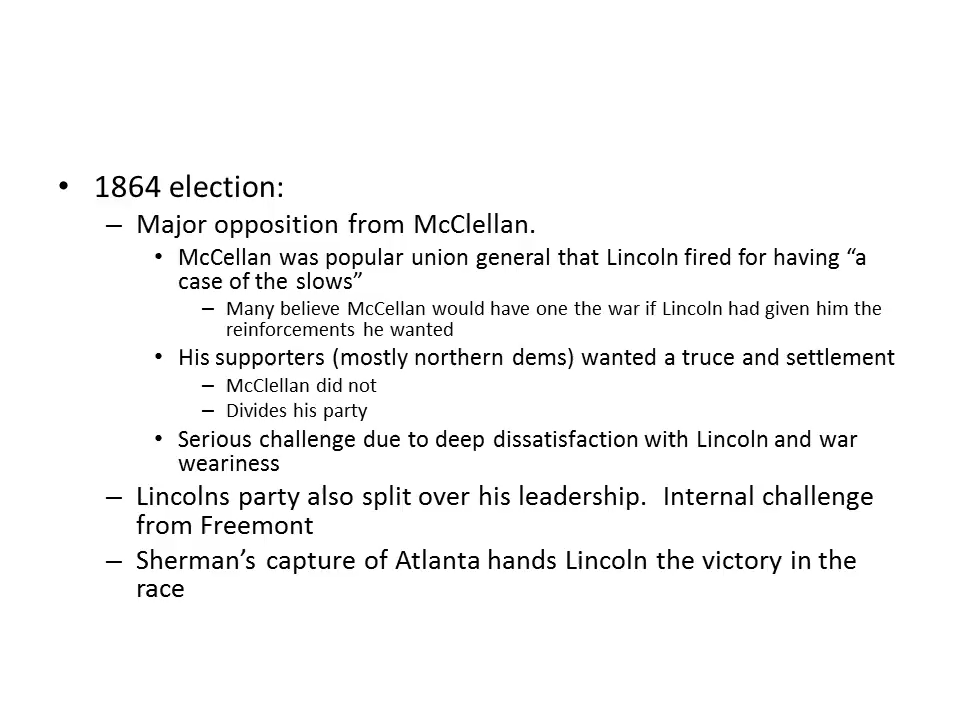 • 1864 election:
– Major opposition from McClellan.
• McCellan was popular union general that Lincoln fired for having “a
case of the slows”
– Many believe McCellan would have one the war if Lincoln had given him the
reinforcements he wanted
• His supporters (mostly northern dems) wanted a truce and settlement
– McClellan did not
– Divides his party
• Serious challenge due to deep dissatisfaction with Lincoln and war
weariness
– Lincolns party also split over his leadership.  Internal challenge
from Freemont
– Sherman’s capture of Atlanta hands Lincoln the victory in the
race